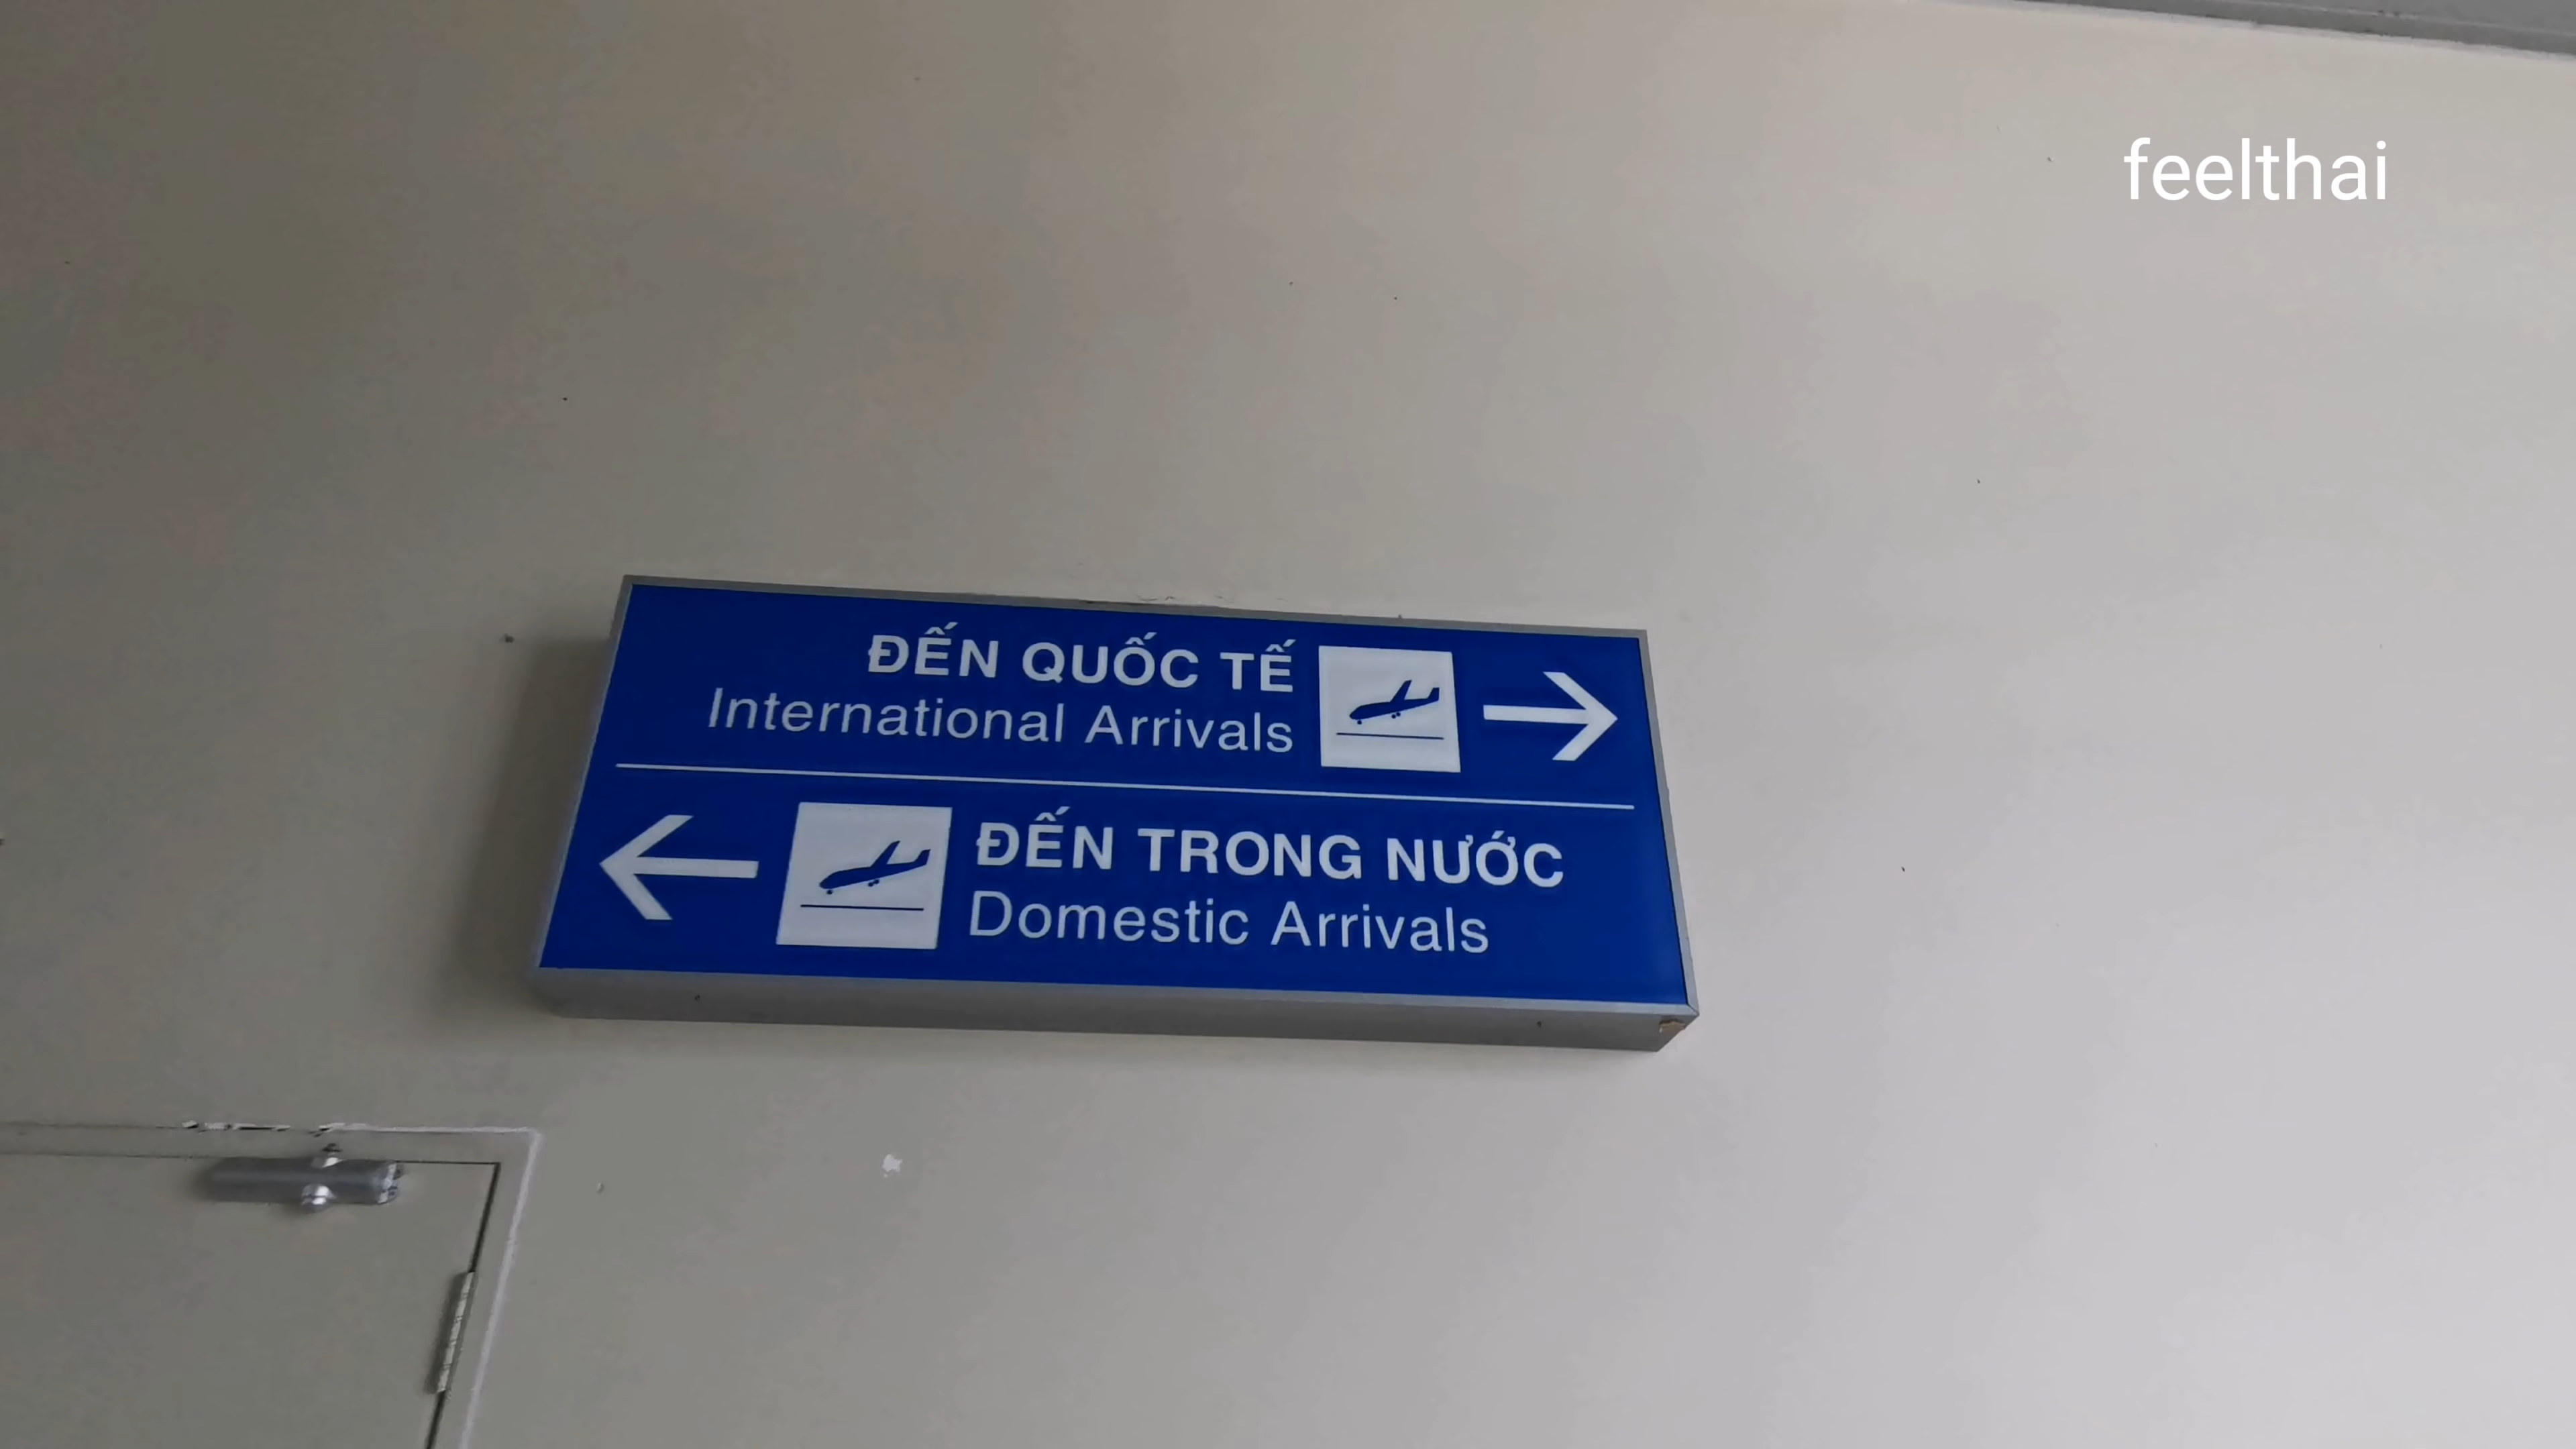 feelthai
ĐẾN QUỐC TẾ
International Arrivals
ĐẾN TRONG NƯỚC
Domestic Arrivals